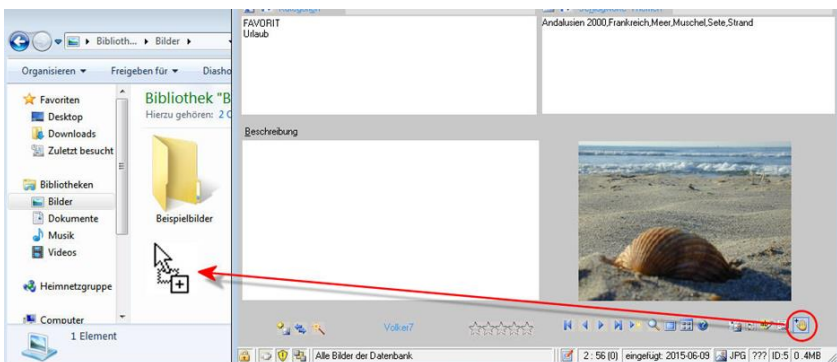 FAVORIT
Urlaub
Andalusien 2000,Frankreich,Meer,Muschel,Sete,Strand
Biblioth... ▸ Bilder ▸
Organisieren ▾ Freigeben für ▾ Diasho
Favoriten
Desktop
Downloads
Zuletzt besucht
Bibliotheken
Bilder
Dokumente
Musik
Videos
Heimnetzgruppe
Computer
Bibliothek "B
Hierzu gehören: 2 O
Beispielbilder
1 Element
Beschreibung
Volker7
Alle Bilder der Datenbank
2 : 56 (0)
eingefügt: 2015-06-09
JPG
???
ID:5
0.4MB